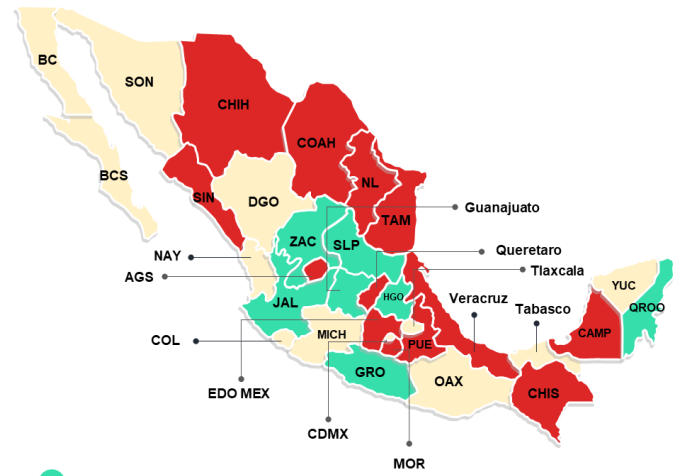 BC
SON
CHIH
COAH
BCS
NL
SIN
DGO
TAM
Guanajuato
ZAC
SLP
NAY
Queretaro
AGS
Tlaxcala
HGO
Veracruz
YUC
JAL
Tabasco
QROO
COL
MICH
PUE
CAMP
GRO
EDO MEX
OAX
CHIS
CDMX
MOR